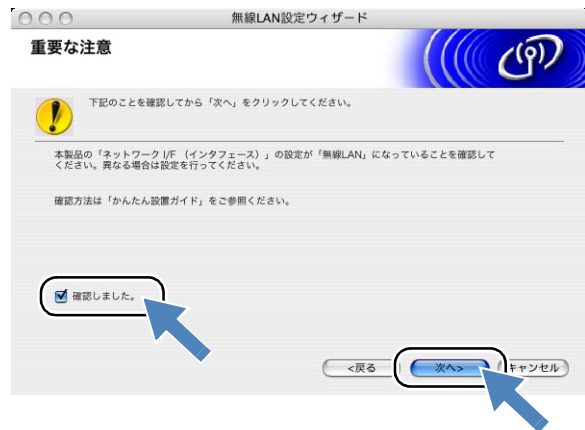 無線LAN設定ウィザード
重要な注意
下記のことを確認してから「次へ」をクリックしてください。
本製品の「ネットワーク I/F （インタフェース）」の設定が「無線LAN」になっていることを確認して
ください。異なる場合は設定を行ってください。
確認方法は「かんたん設置ガイド」をご参照ください。
確認しました。
<戻る 次へ> キャンセル